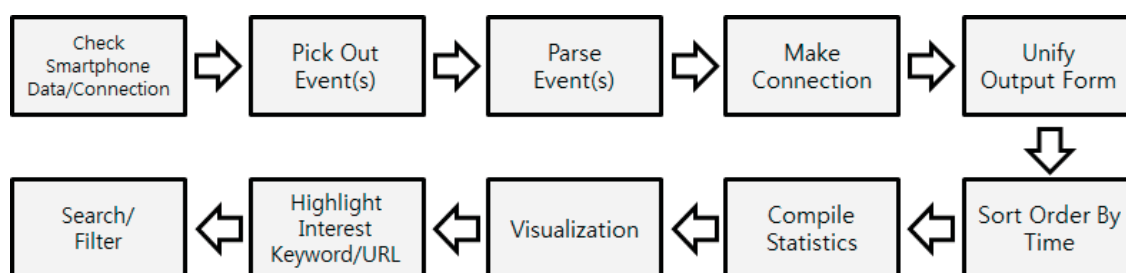 Check
Smartphone
Data/Connection
Pick Out
Event(s)
Parse
Event(s)
Make
Connection
Unify
Output Form
Sort Order By
Time
Compile
Statistics
Visualization
Highlight
Interest
Keyword/URL
Search/
Filter